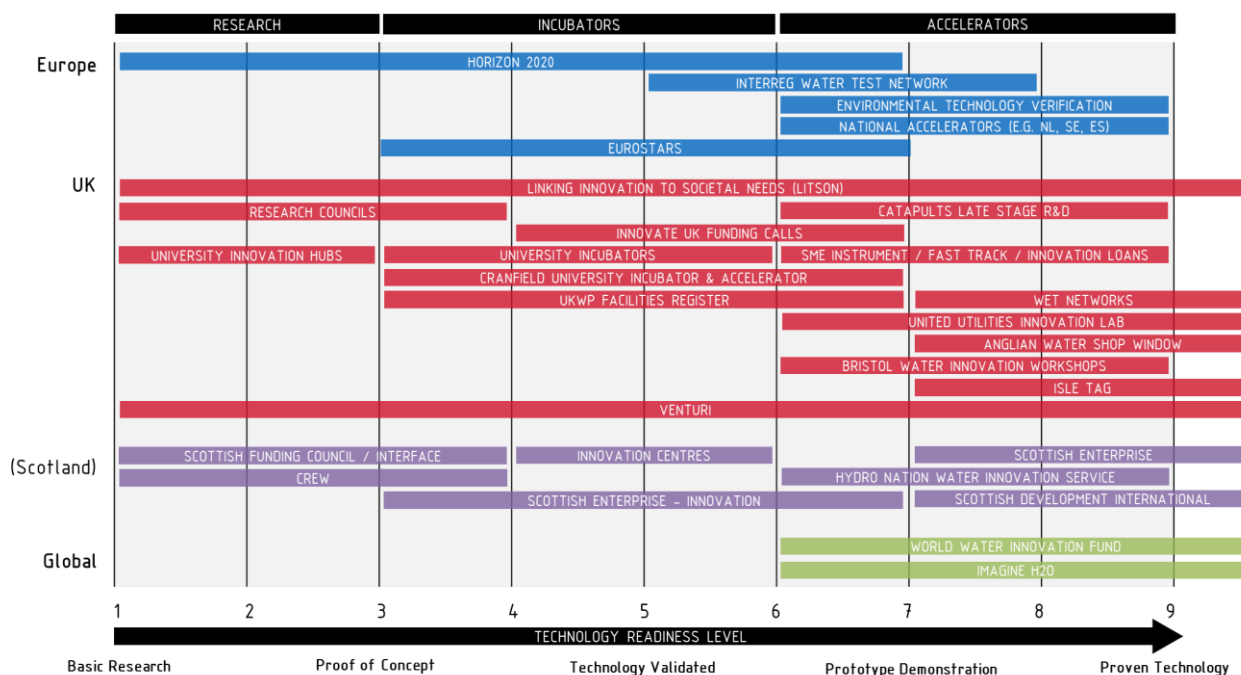 RESEARCH INCUBATORS ACCELERATORS
Europe
HORIZON 2020
INTERREG WATER TEST NETWORK
ENVIRONMENTAL TECHNOLOGY VERIFICATION
NATIONAL ACCELERATORS (E.G. NL, SE, ES)
EUROSTARS
UK
LINKING INNOVATION TO SOCIETAL NEEDS (LITSON)
RESEARCH COUNCILS CATAPULTS LATE STAGE R&D
INNOVATE UK FUNDING CALLS
UNIVERSITY INNOVATION HUBS UNIVERSITY INCUBATORS SME INSTRUMENT / FAST TRACK / INNOVATION LOANS
CRANFIELD UNIVERSITY INCUBATOR & ACCELERATOR
UKWP FACILITIES REGISTER WET NETWORKS
UNITED UTILITIES INNOVATION LAB
ANGLIAN WATER SHOP WINDOW
BRISTOL WATER INNOVATION WORKSHOPS
ISLE TAG
VENTURI
(Scotland)
SCOTTISH FUNDING COUNCIL / INTERFACE INNOVATION CENTRES SCOTTISH ENTERPRISE
CREW HYDRO NATION WATER INNOVATION SERVICE
SCOTTISH ENTERPRISE - INNOVATION SCOTTISH DEVELOPMENT INTERNATIONAL
Global
WORLD WATER INNOVATION FUND
IMAGINE H2O
1 2 3 4 5 6 7 8 9
TECHNOLOGY READINESS LEVEL
Basic Research Proof of Concept Technology Validated Prototype Demonstration Proven Technology